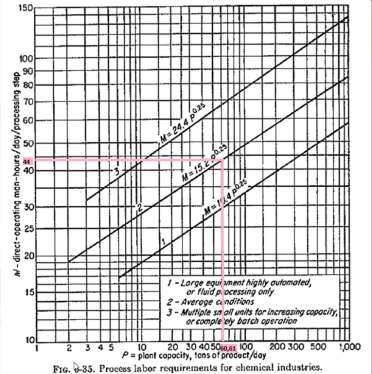 150
100
90
80
70
60
50
40
30
20
10
M - direct-operating man-hours/day/processing step
3 M = 24.4 P^0.25
2 M = 15.2 P^0.25
1 P^0.25
1 - Large equipment highly automated,
or fluid processing only
2 - Average conditions
3 - Multiple small units for increasing capacity,
or completely batch operation
1 2 3 4 5 10 20 30 40 50 60,61 100 200 300 500 1,000
P = plant capacity, tons of product/day
FIG. -35. Process labor requirements for chemical industries.